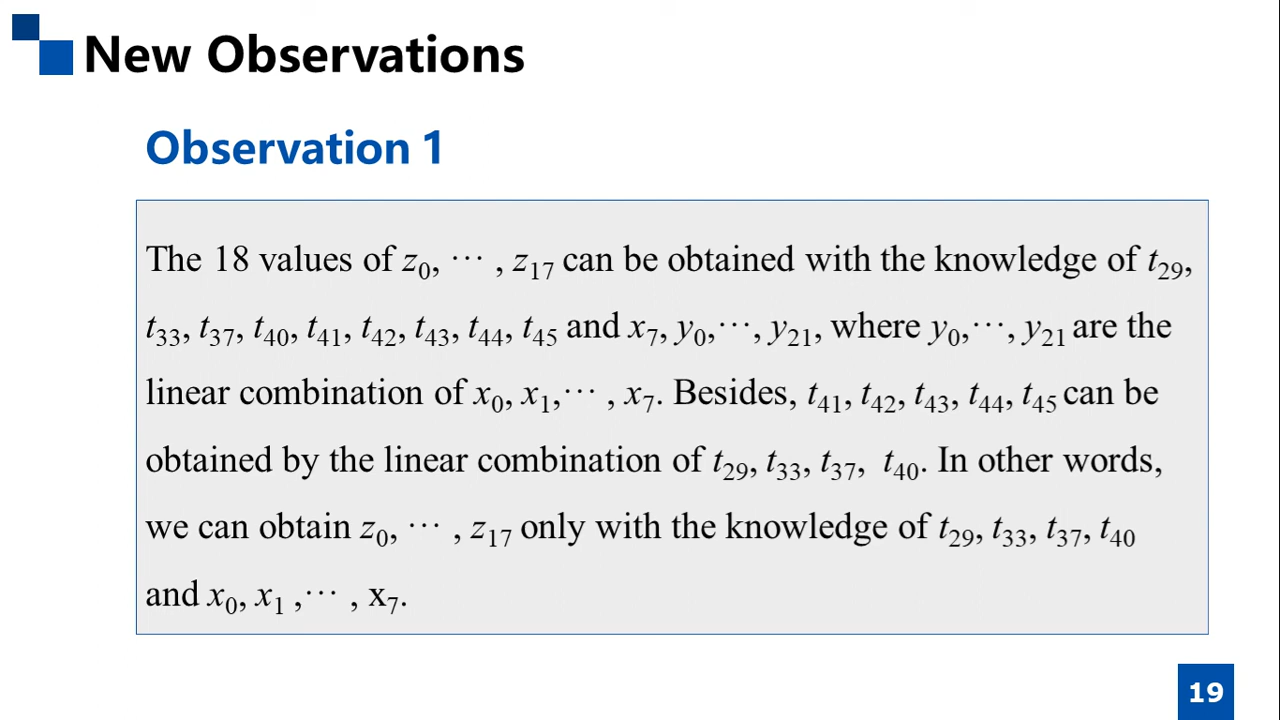 New Observations
Observation 1
The 18 values of z₀, ⋯ , z₁₇ can be obtained with the knowledge of t₂₉,
t₃₃, t₃₇, t₄₀, t₄₁, t₄₂, t₄₃, t₄₄, t₄₅ and x₇, y₀,⋯, y₂₁, where y₀,⋯, y₂₁ are the
linear combination of x₀, x₁,⋯ , x₇. Besides, t₄₁, t₄₂, t₄₃, t₄₄, t₄₅ can be
obtained by the linear combination of t₂₉, t₃₃, t₃₇, t₄₀. In other words,
we can obtain z₀, ⋯ , z₁₇ only with the knowledge of t₂₉, t₃₃, t₃₇, t₄₀
and x₀, x₁ ,⋯ , x₇.
19